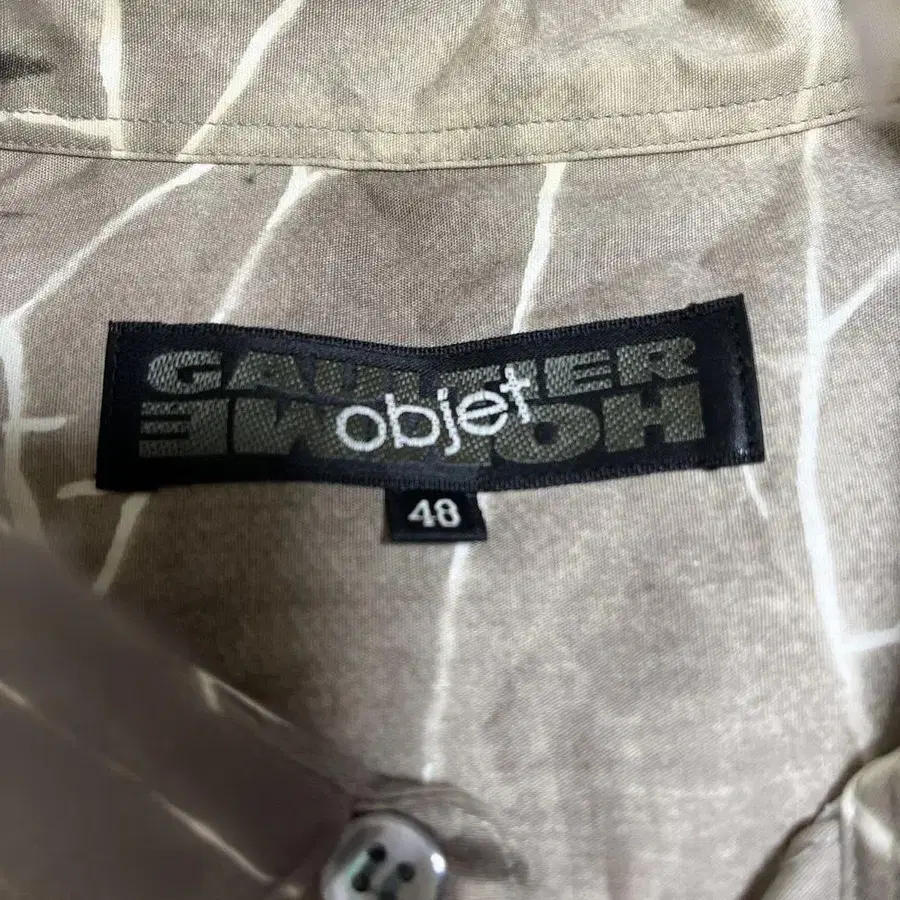 GAULTIER
objet
HOMME
48